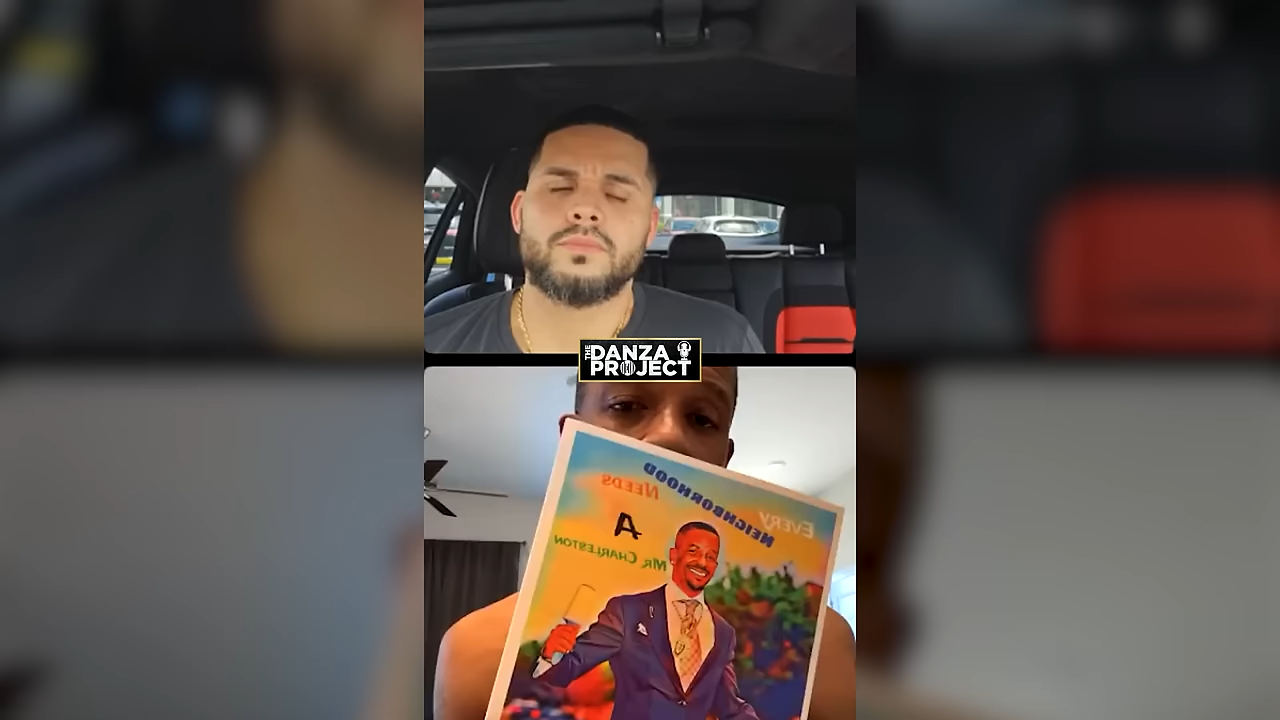 THE
DANZA
PROJECT
EVERY
NEIGHBORHOOD
NEEDS
A
MR. CHARLESTON